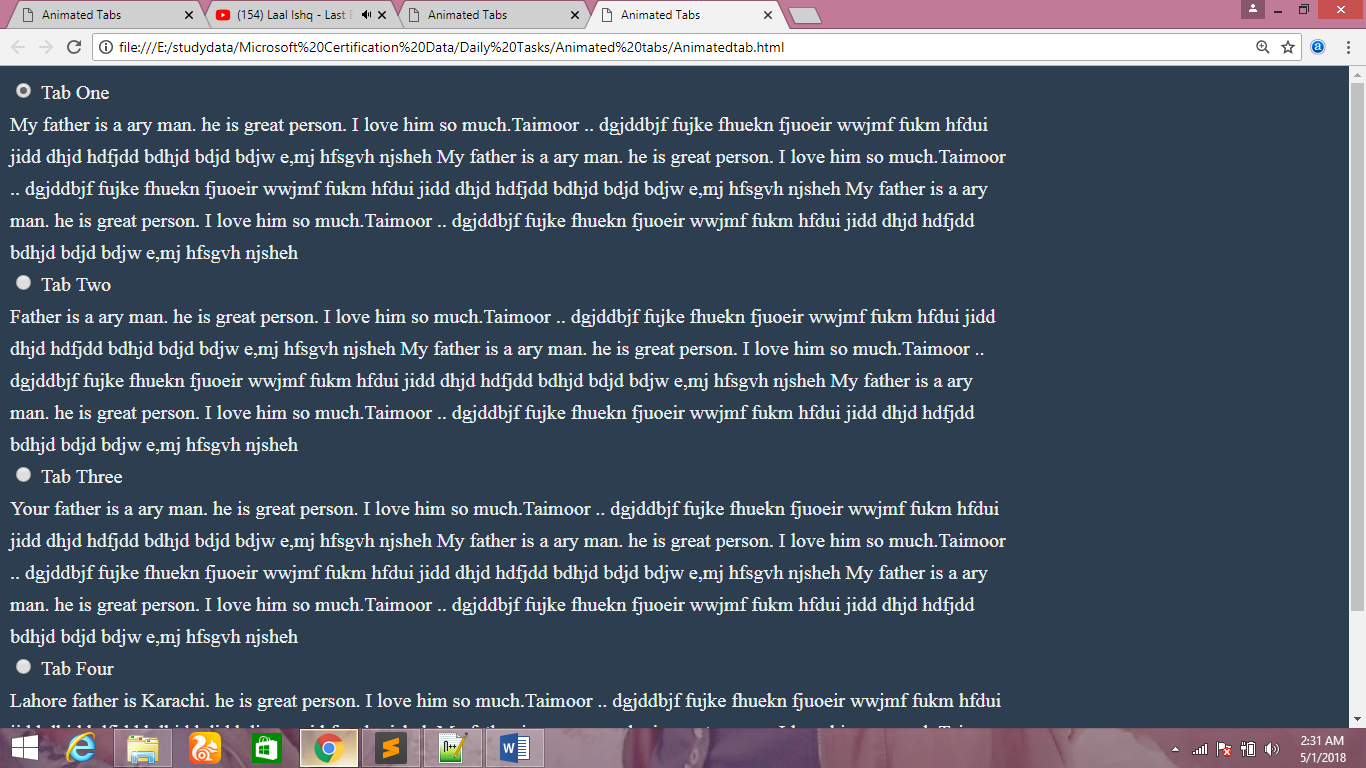 Animated Tabs
(154) Laal Ishq - Last
Animated Tabs
Animated Tabs
file:///E:/studydata/Microsoft%20Certification%20Data/Daily%20Tasks/Animated%20tabs/Animatedtab.html
Tab One
My father is a ary man. he is great person. I love him so much.Taimoor .. dgjddbjf fujke fhuekn fjuoeir wwjmf fukm hfdui
jidd dhjd hdfjdd bdhjd bdjd bdjw e,mj hfsgvh njsheh My father is a ary man. he is great person. I love him so much.Taimoor
.. dgjddbjf fujke fhuekn fjuoeir wwjmf fukm hfdui jidd dhjd hdfjdd bdhjd bdjd bdjw e,mj hfsgvh njsheh My father is a ary
man. he is great person. I love him so much.Taimoor .. dgjddbjf fujke fhuekn fjuoeir wwjmf fukm hfdui jidd dhjd hdfjdd
bdhjd bdjd bdjw e,mj hfsgvh njsheh
Tab Two
Father is a ary man. he is great person. I love him so much.Taimoor .. dgjddbjf fujke fhuekn fjuoeir wwjmf fukm hfdui jidd
dhjd hdfjdd bdhjd bdjd bdjw e,mj hfsgvh njsheh My father is a ary man. he is great person. I love him so much.Taimoor ..
dgjddbjf fujke fhuekn fjuoeir wwjmf fukm hfdui jidd dhjd hdfjdd bdhjd bdjd bdjw e,mj hfsgvh njsheh My father is a ary
man. he is great person. I love him so much.Taimoor .. dgjddbjf fujke fhuekn fjuoeir wwjmf fukm hfdui jidd dhjd hdfjdd
bdhjd bdjd bdjw e,mj hfsgvh njsheh
Tab Three
Your father is a ary man. he is great person. I love him so much.Taimoor .. dgjddbjf fujke fhuekn fjuoeir wwjmf fukm hfdui
jidd dhjd hdfjdd bdhjd bdjd bdjw e,mj hfsgvh njsheh My father is a ary man. he is great person. I love him so much.Taimoor
.. dgjddbjf fujke fhuekn fjuoeir wwjmf fukm hfdui jidd dhjd hdfjdd bdhjd bdjd bdjw e,mj hfsgvh njsheh My father is a ary
man. he is great person. I love him so much.Taimoor .. dgjddbjf fujke fhuekn fjuoeir wwjmf fukm hfdui jidd dhjd hdfjdd
bdhjd bdjd bdjw e,mj hfsgvh njsheh
Tab Four
Lahore father is Karachi. he is great person. I love him so much.Taimoor .. dgjddbjf fujke fhuekn fjuoeir wwjmf fukm hfdui
2:31 AM
5/1/2018